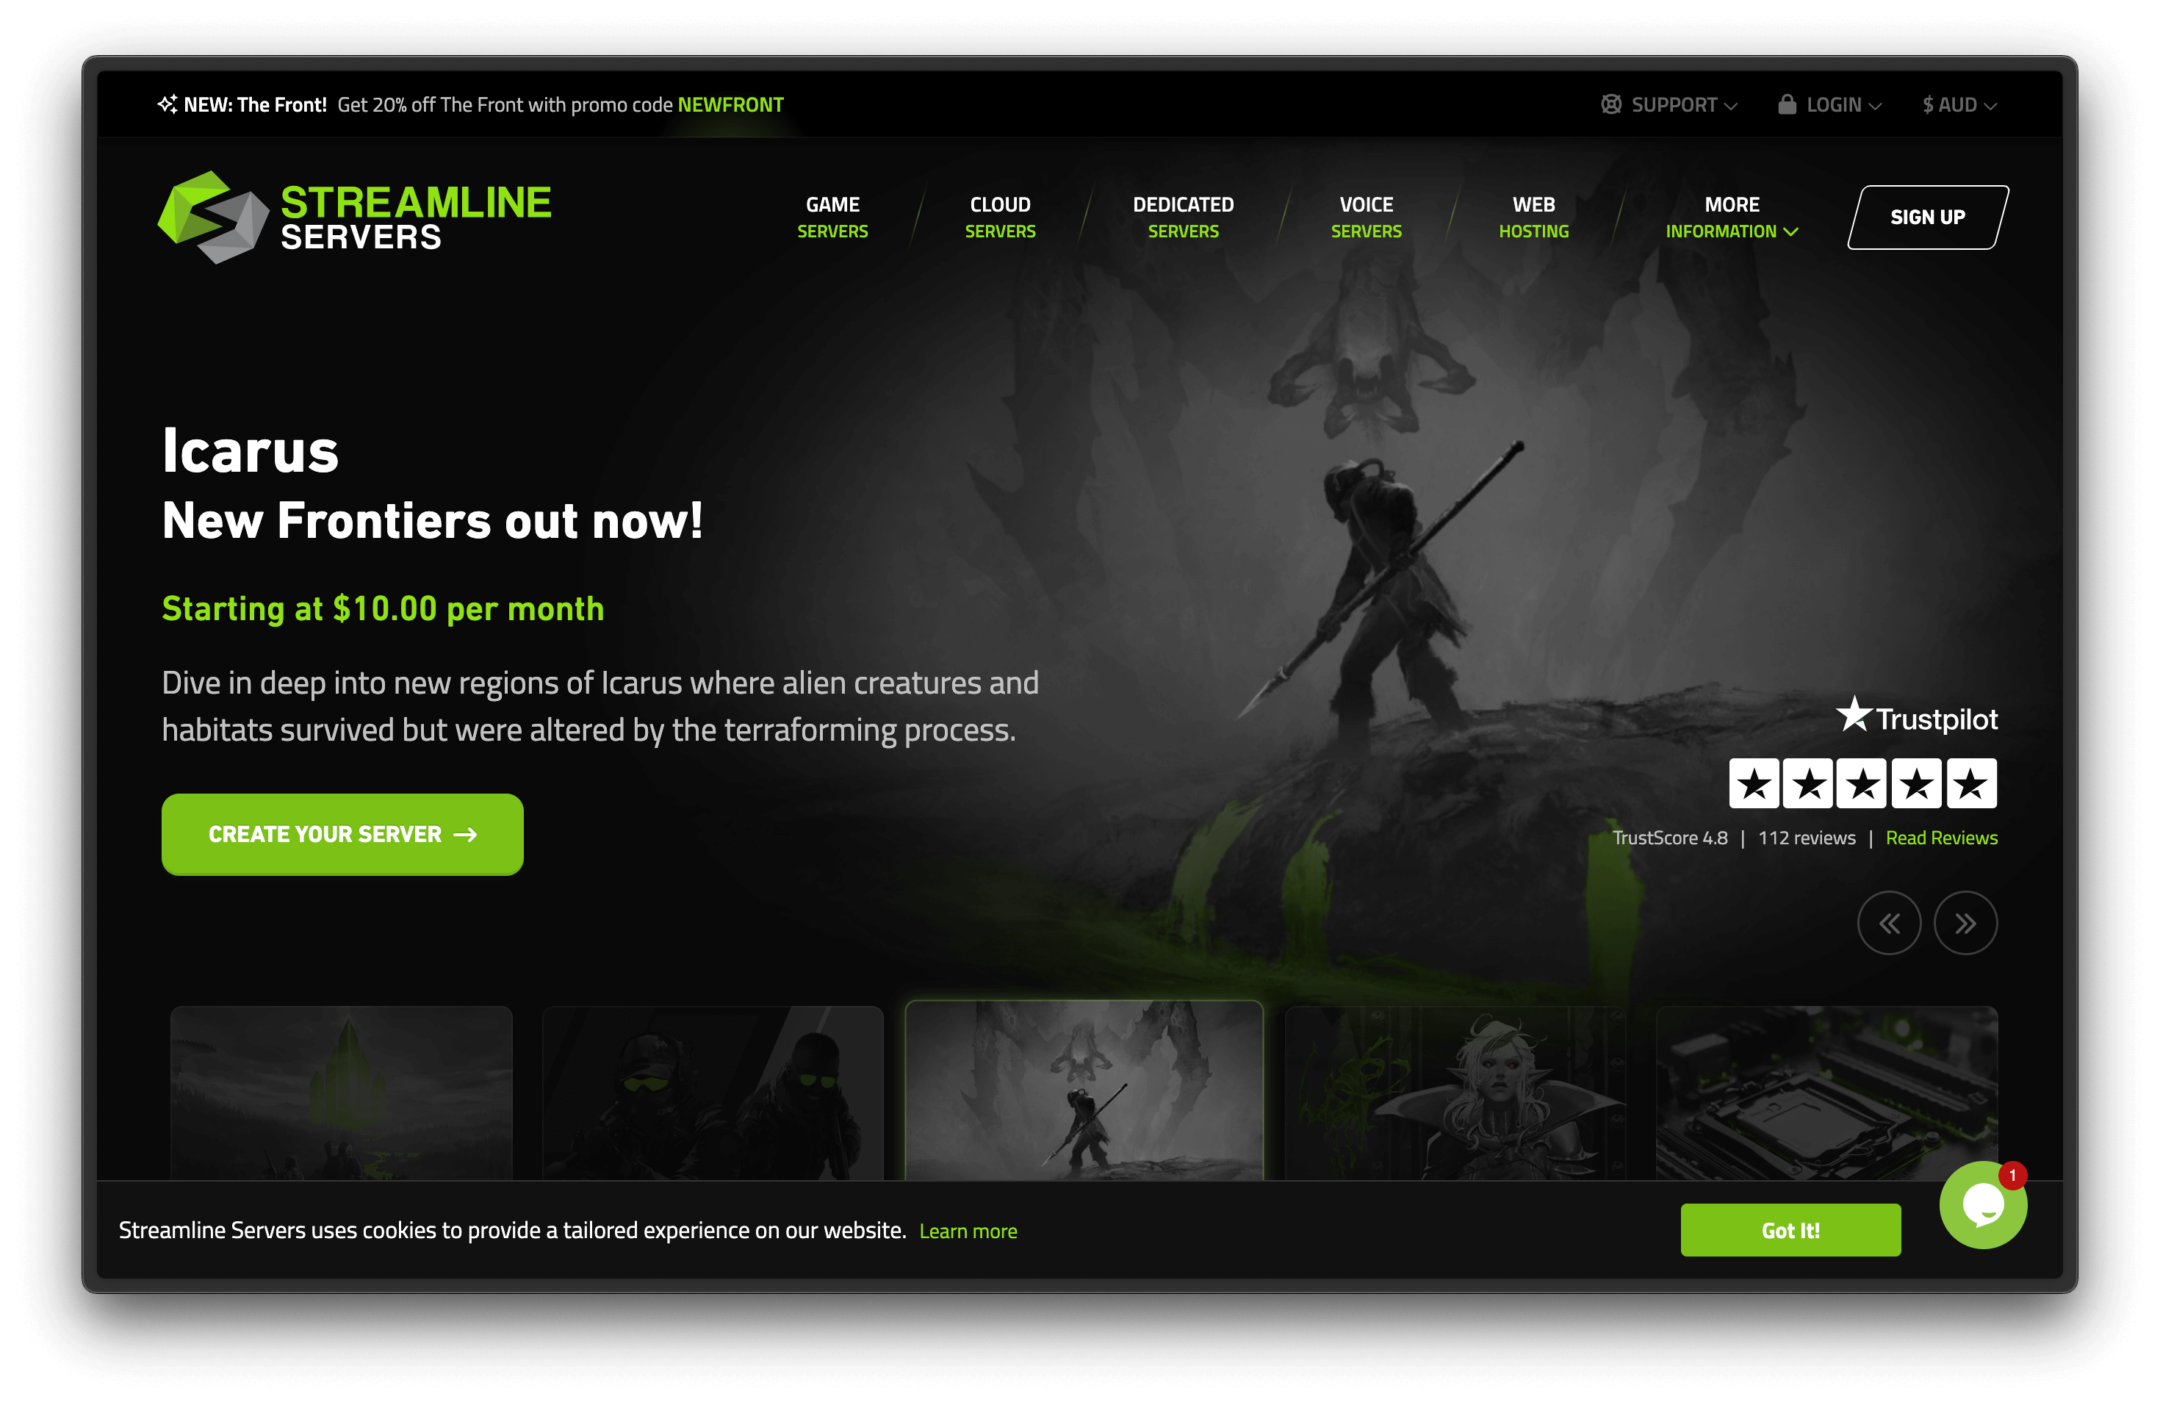 NEW: The Front! Get 20% off The Front with promo code NEWFRONT
SUPPORT
LOGIN
$ AUD
STREAMLINE
SERVERS
GAME
SERVERS
CLOUD
SERVERS
DEDICATED
SERVERS
VOICE
SERVERS
WEB
HOSTING
MORE
INFORMATION
SIGN UP
Icarus
New Frontiers out now!
Starting at $10.00 per month
Dive in deep into new regions of Icarus where alien creatures and
habitats survived but were altered by the terraforming process.
CREATE YOUR SERVER →
Trustpilot
TrustScore 4.8 | 112 reviews | Read Reviews
Streamline Servers uses cookies to provide a tailored experience on our website. Learn more
Got It!
1